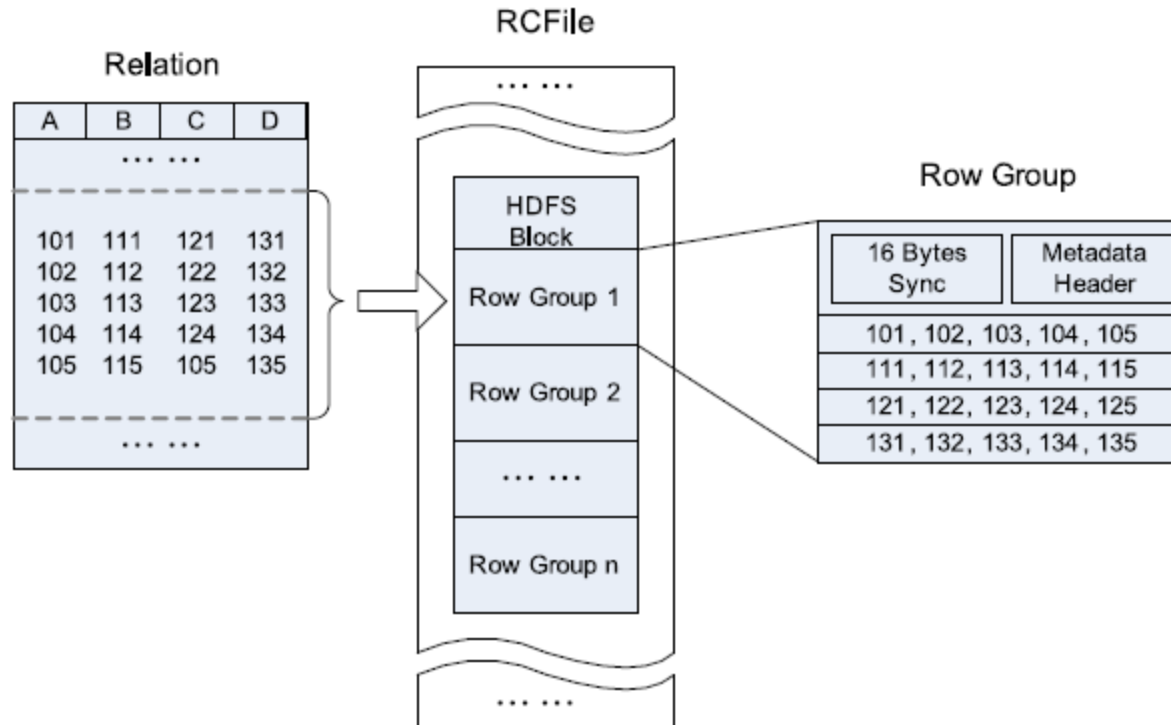 RCFile
Relation
A B C D
... ...
101 111 121 131
102 112 122 132
103 113 123 133
104 114 124 134
105 115 105 135
... ...
... ...
HDFS
Block
Row Group 1
Row Group 2
... ...
Row Group n
... ...
Row Group
16 Bytes
Sync
Metadata
Header
101, 102, 103, 104, 105
111, 112, 113, 114, 115
121, 122, 123, 124, 125
131, 132, 133, 134, 135